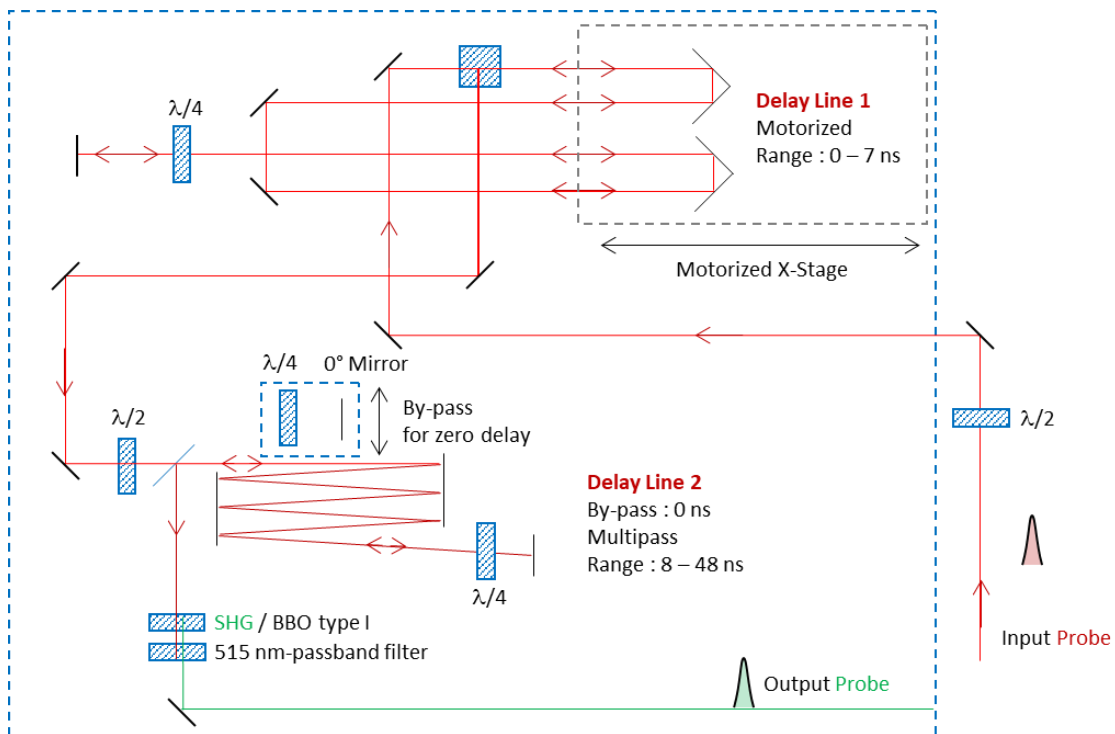 λ/4
Delay Line 1
Motorized
Range : 0 – 7 ns
Motorized X-Stage
λ/4
0° Mirror
By-pass
for zero delay
λ/2
λ/2
Delay Line 2
By-pass : 0 ns
Multipass
Range : 8 – 48 ns
λ/4
SHG / BBO type I
515 nm-passband filter
Input Probe
Output Probe